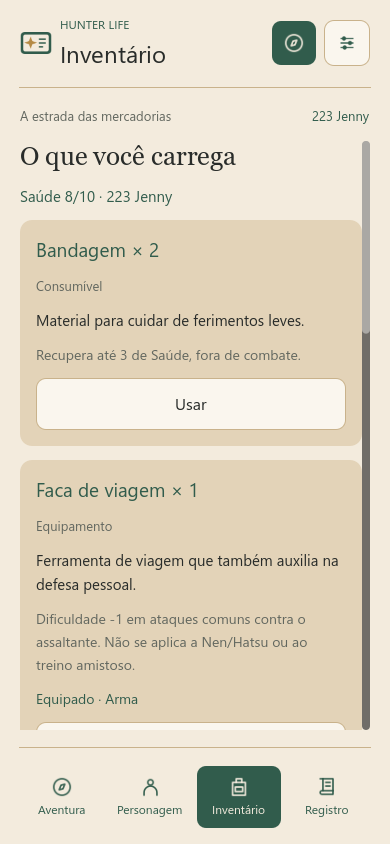 HUNTER LIFE
Inventário
A estrada das mercadorias
223 Jenny
O que você carrega
Saúde 8/10 · 223 Jenny
Bandagem × 2
Consumível
Material para cuidar de ferimentos leves.
Recupera até 3 de Saúde, fora de combate.
Usar
Faca de viagem × 1
Equipamento
Ferramenta de viagem que também auxilia na
defesa pessoal.
Dificuldade -1 em ataques comuns contra o
assaltante. Não se aplica a Nen/Hatsu ou ao
treino amistoso.
Equipado · Arma
Aventura
Personagem
Inventário
Registro